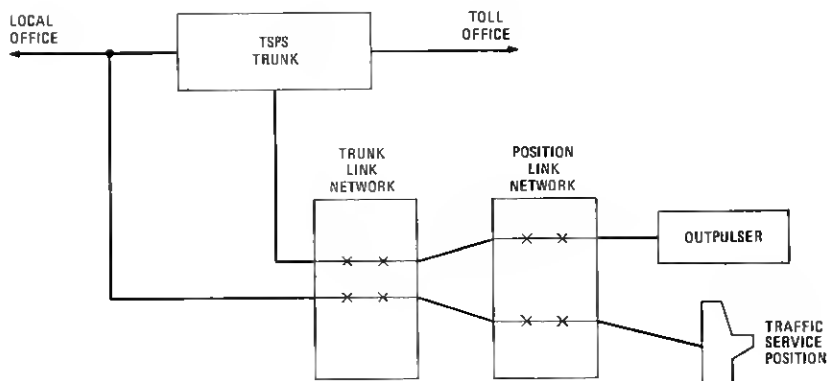 LOCAL
OFFICE
TSPS
TRUNK
TOLL
OFFICE
TRUNK
LINK
NETWORK
POSITION
LINK
NETWORK
OUTPULSER
TRAFFIC
SERVICE
POSITION